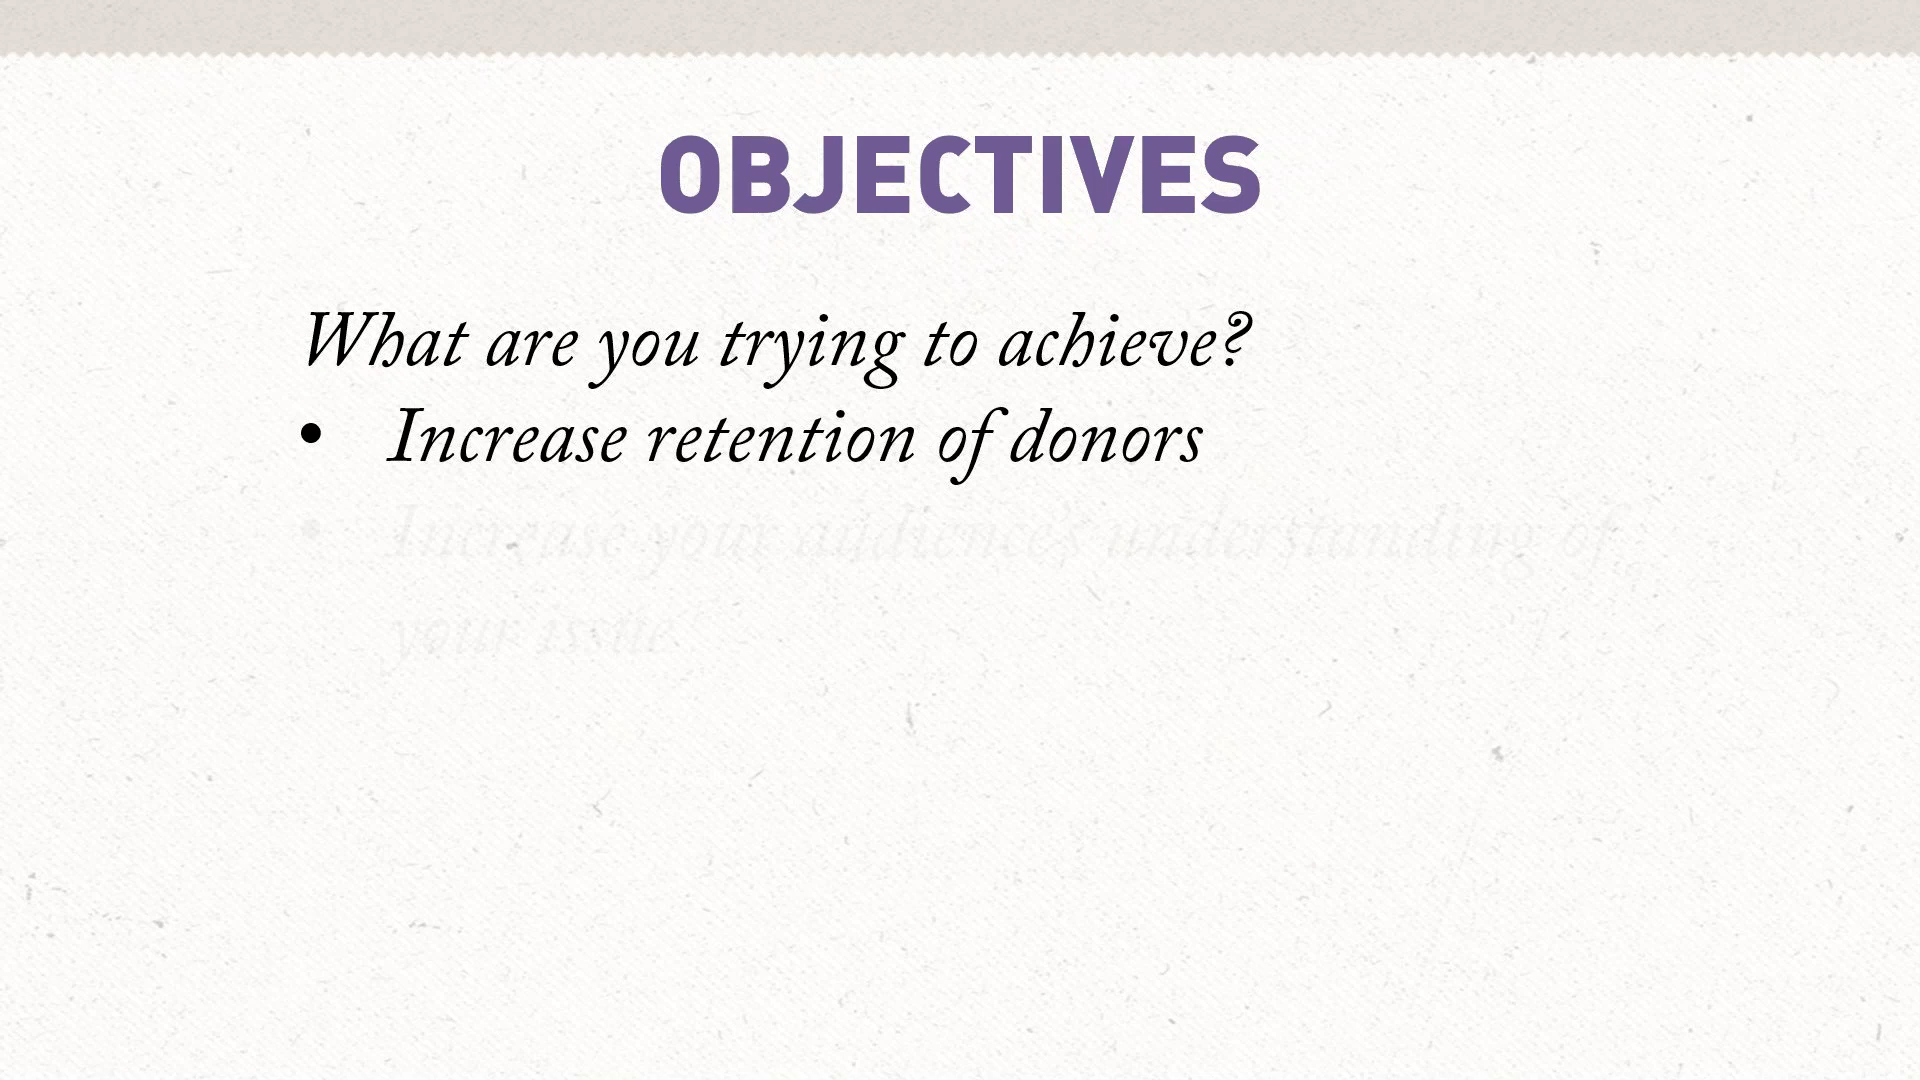 OBJECTIVES
What are you trying to achieve?
• Increase retention of donors
• Increase your audience's understanding of
your issue.